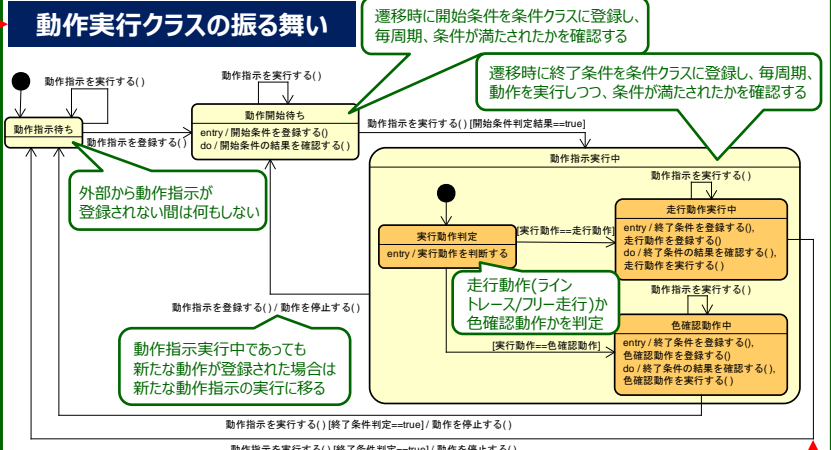 動作実行クラスの振る舞い
遷移時に開始条件を条件クラスに登録し、
毎周期、条件が満たされたかを確認する
遷移時に終了条件を条件クラスに登録し、毎周期、
動作を実行しつつ、条件が満たされたかを確認する
動作指示を実行する( )
動作指示を実行する( )
動作指示待ち
動作指示を登録する( )
動作開始待ち
entry / 開始条件を登録する()
do / 開始条件の結果を確認する( )
動作指示を実行する( ) [開始条件判定結果==true]
外部から動作指示が
登録されない間は何もしない
動作指示実行中
動作指示を実行する( )
実行動作判定
entry / 実行動作を判断する
[実行動作==走行動作]
走行動作実行中
entry / 終了条件を登録する(),
走行動作を登録する()
do / 終了条件の結果を確認する( ),
走行動作を実行する( )
走行動作(ライン
トレース/フリー走行)か
色確認動作かを判定
動作指示を実行する( )
[実行動作==色確認動作]
色確認動作中
entry / 終了条件を登録する(),
色確認動作を登録する()
do / 終了条件の結果を確認する( ),
色確認動作を実行する( )
動作指示を登録する( ) / 動作を停止する( )
動作指示実行中であっても
新たな動作が登録された場合は
新たな動作指示の実行に移る
動作指示を実行する( ) [終了条件判定==true] / 動作を停止する( )
動作指示を実行する( ) [終了条件判定==true] / 動作を停止する( )